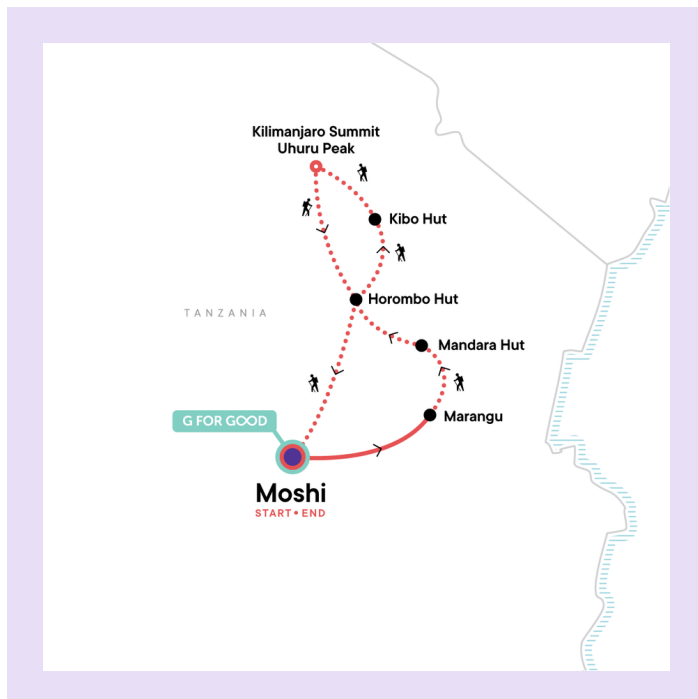 Kilimanjaro Summit
Uhuru Peak
Kibo Hut
Horombo Hut
TANZANIA
Mandara Hut
Marangu
G FOR GOOD
Moshi
START • END